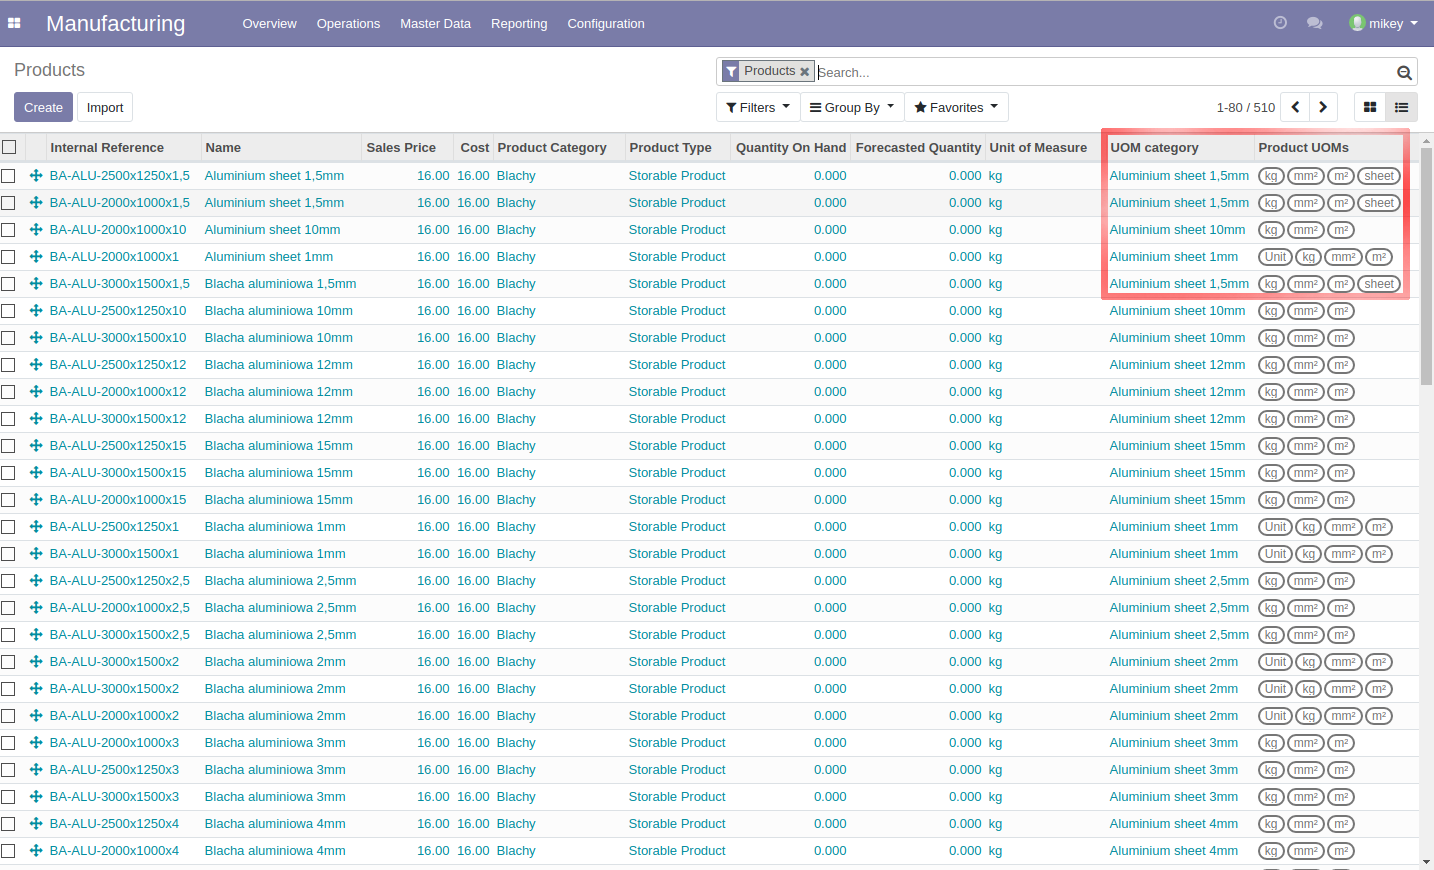 Manufacturing Overview Operations Master Data Reporting Configuration mikey
Products Products Search...
Create Import Filters Group By Favorites 1-80 / 510
Internal Reference Name Sales Price Cost Product Category Product Type Quantity On Hand Forecasted Quantity Unit of Measure UOM category Product UOMs
BA-ALU-2500x1250x1,5 Aluminium sheet 1,5mm 16.00 16.00 Blachy Storable Product 0.000 0.000 kg Aluminium sheet 1,5mm kg mm² m² sheet
BA-ALU-2000x1000x1,5 Aluminium sheet 1,5mm 16.00 16.00 Blachy Storable Product 0.000 0.000 kg Aluminium sheet 1,5mm kg mm² m² sheet
BA-ALU-2000x1000x10 Aluminium sheet 10mm 16.00 16.00 Blachy Storable Product 0.000 0.000 kg Aluminium sheet 10mm kg mm² m²
BA-ALU-2000x1000x1 Aluminium sheet 1mm 16.00 16.00 Blachy Storable Product 0.000 0.000 kg Aluminium sheet 1mm Unit kg mm² m²
BA-ALU-3000x1500x1,5 Blacha aluminiowa 1,5mm 16.00 16.00 Blachy Storable Product 0.000 0.000 kg Aluminium sheet 1,5mm kg mm² m² sheet
BA-ALU-2500x1250x10 Blacha aluminiowa 10mm 16.00 16.00 Blachy Storable Product 0.000 0.000 kg Aluminium sheet 10mm kg mm² m²
BA-ALU-3000x1500x10 Blacha aluminiowa 10mm 16.00 16.00 Blachy Storable Product 0.000 0.000 kg Aluminium sheet 10mm kg mm² m²
BA-ALU-2500x1250x12 Blacha aluminiowa 12mm 16.00 16.00 Blachy Storable Product 0.000 0.000 kg Aluminium sheet 12mm kg mm² m²
BA-ALU-2000x1000x12 Blacha aluminiowa 12mm 16.00 16.00 Blachy Storable Product 0.000 0.000 kg Aluminium sheet 12mm kg mm² m²
BA-ALU-3000x1500x12 Blacha aluminiowa 12mm 16.00 16.00 Blachy Storable Product 0.000 0.000 kg Aluminium sheet 12mm kg mm² m²
BA-ALU-2500x1250x15 Blacha aluminiowa 15mm 16.00 16.00 Blachy Storable Product 0.000 0.000 kg Aluminium sheet 15mm kg mm² m²
BA-ALU-3000x1500x15 Blacha aluminiowa 15mm 16.00 16.00 Blachy Storable Product 0.000 0.000 kg Aluminium sheet 15mm kg mm² m²
BA-ALU-2000x1000x15 Blacha aluminiowa 15mm 16.00 16.00 Blachy Storable Product 0.000 0.000 kg Aluminium sheet 15mm kg mm² m²
BA-ALU-2500x1250x1 Blacha aluminiowa 1mm 16.00 16.00 Blachy Storable Product 0.000 0.000 kg Aluminium sheet 1mm Unit kg mm² m²
BA-ALU-3000x1500x1 Blacha aluminiowa 1mm 16.00 16.00 Blachy Storable Product 0.000 0.000 kg Aluminium sheet 1mm Unit kg mm² m²
BA-ALU-2500x1250x2,5 Blacha aluminiowa 2,5mm 16.00 16.00 Blachy Storable Product 0.000 0.000 kg Aluminium sheet 2,5mm kg mm² m²
BA-ALU-2000x1000x2,5 Blacha aluminiowa 2,5mm 16.00 16.00 Blachy Storable Product 0.000 0.000 kg Aluminium sheet 2,5mm kg mm² m²
BA-ALU-3000x1500x2,5 Blacha aluminiowa 2,5mm 16.00 16.00 Blachy Storable Product 0.000 0.000 kg Aluminium sheet 2,5mm kg mm² m²
BA-ALU-3000x1500x2 Blacha aluminiowa 2mm 16.00 16.00 Blachy Storable Product 0.000 0.000 kg Aluminium sheet 2mm Unit kg mm² m²
BA-ALU-3000x1500x2 Blacha aluminiowa 2mm 16.00 16.00 Blachy Storable Product 0.000 0.000 kg Aluminium sheet 2mm Unit kg mm² m²
BA-ALU-2000x1000x2 Blacha aluminiowa 2mm 16.00 16.00 Blachy Storable Product 0.000 0.000 kg Aluminium sheet 2mm Unit kg mm² m²
BA-ALU-2000x1000x3 Blacha aluminiowa 3mm 16.00 16.00 Blachy Storable Product 0.000 0.000 kg Aluminium sheet 3mm kg mm² m²
BA-ALU-2500x1250x3 Blacha aluminiowa 3mm 16.00 16.00 Blachy Storable Product 0.000 0.000 kg Aluminium sheet 3mm kg mm² m²
BA-ALU-3000x1500x3 Blacha aluminiowa 3mm 16.00 16.00 Blachy Storable Product 0.000 0.000 kg Aluminium sheet 3mm kg mm² m²
BA-ALU-2500x1250x4 Blacha aluminiowa 4mm 16.00 16.00 Blachy Storable Product 0.000 0.000 kg Aluminium sheet 4mm kg mm² m²
BA-ALU-2000x1000x4 Blacha aluminiowa 4mm 16.00 16.00 Blachy Storable Product 0.000 0.000 kg Aluminium sheet 4mm kg mm² m²